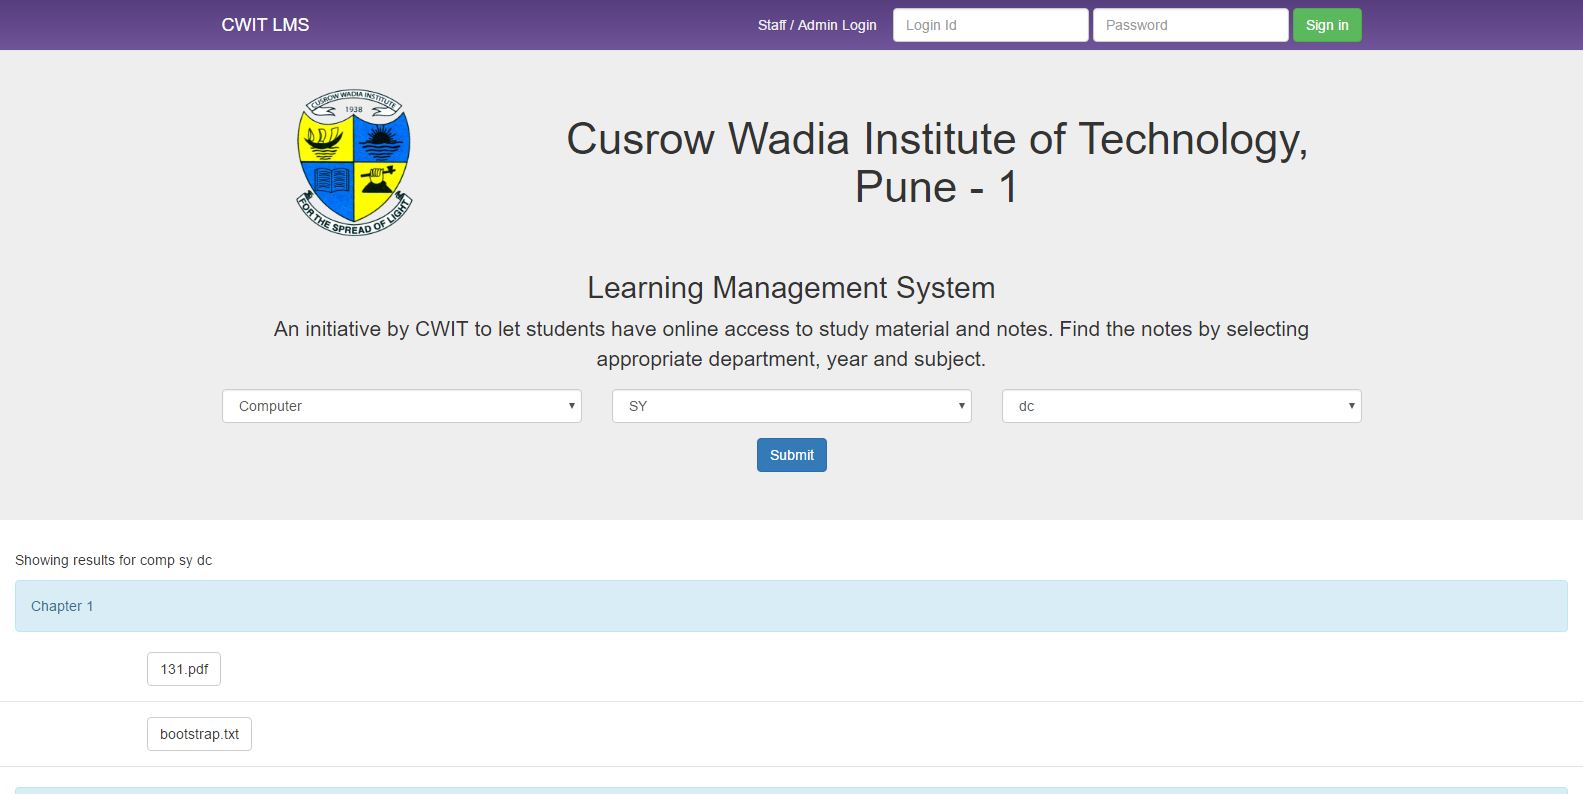 CWIT LMS
Staff / Admin Login
Login Id
Password
Sign in
CUSROW WADIA INSTITUTE
1938
FOR THE SPREAD OF LIGHT
Cusrow Wadia Institute of Technology,
Pune - 1
Learning Management System
An initiative by CWIT to let students have online access to study material and notes. Find the notes by selecting
appropriate department, year and subject.
Computer
SY
dc
Submit
Showing results for comp sy dc
Chapter 1
131.pdf
bootstrap.txt